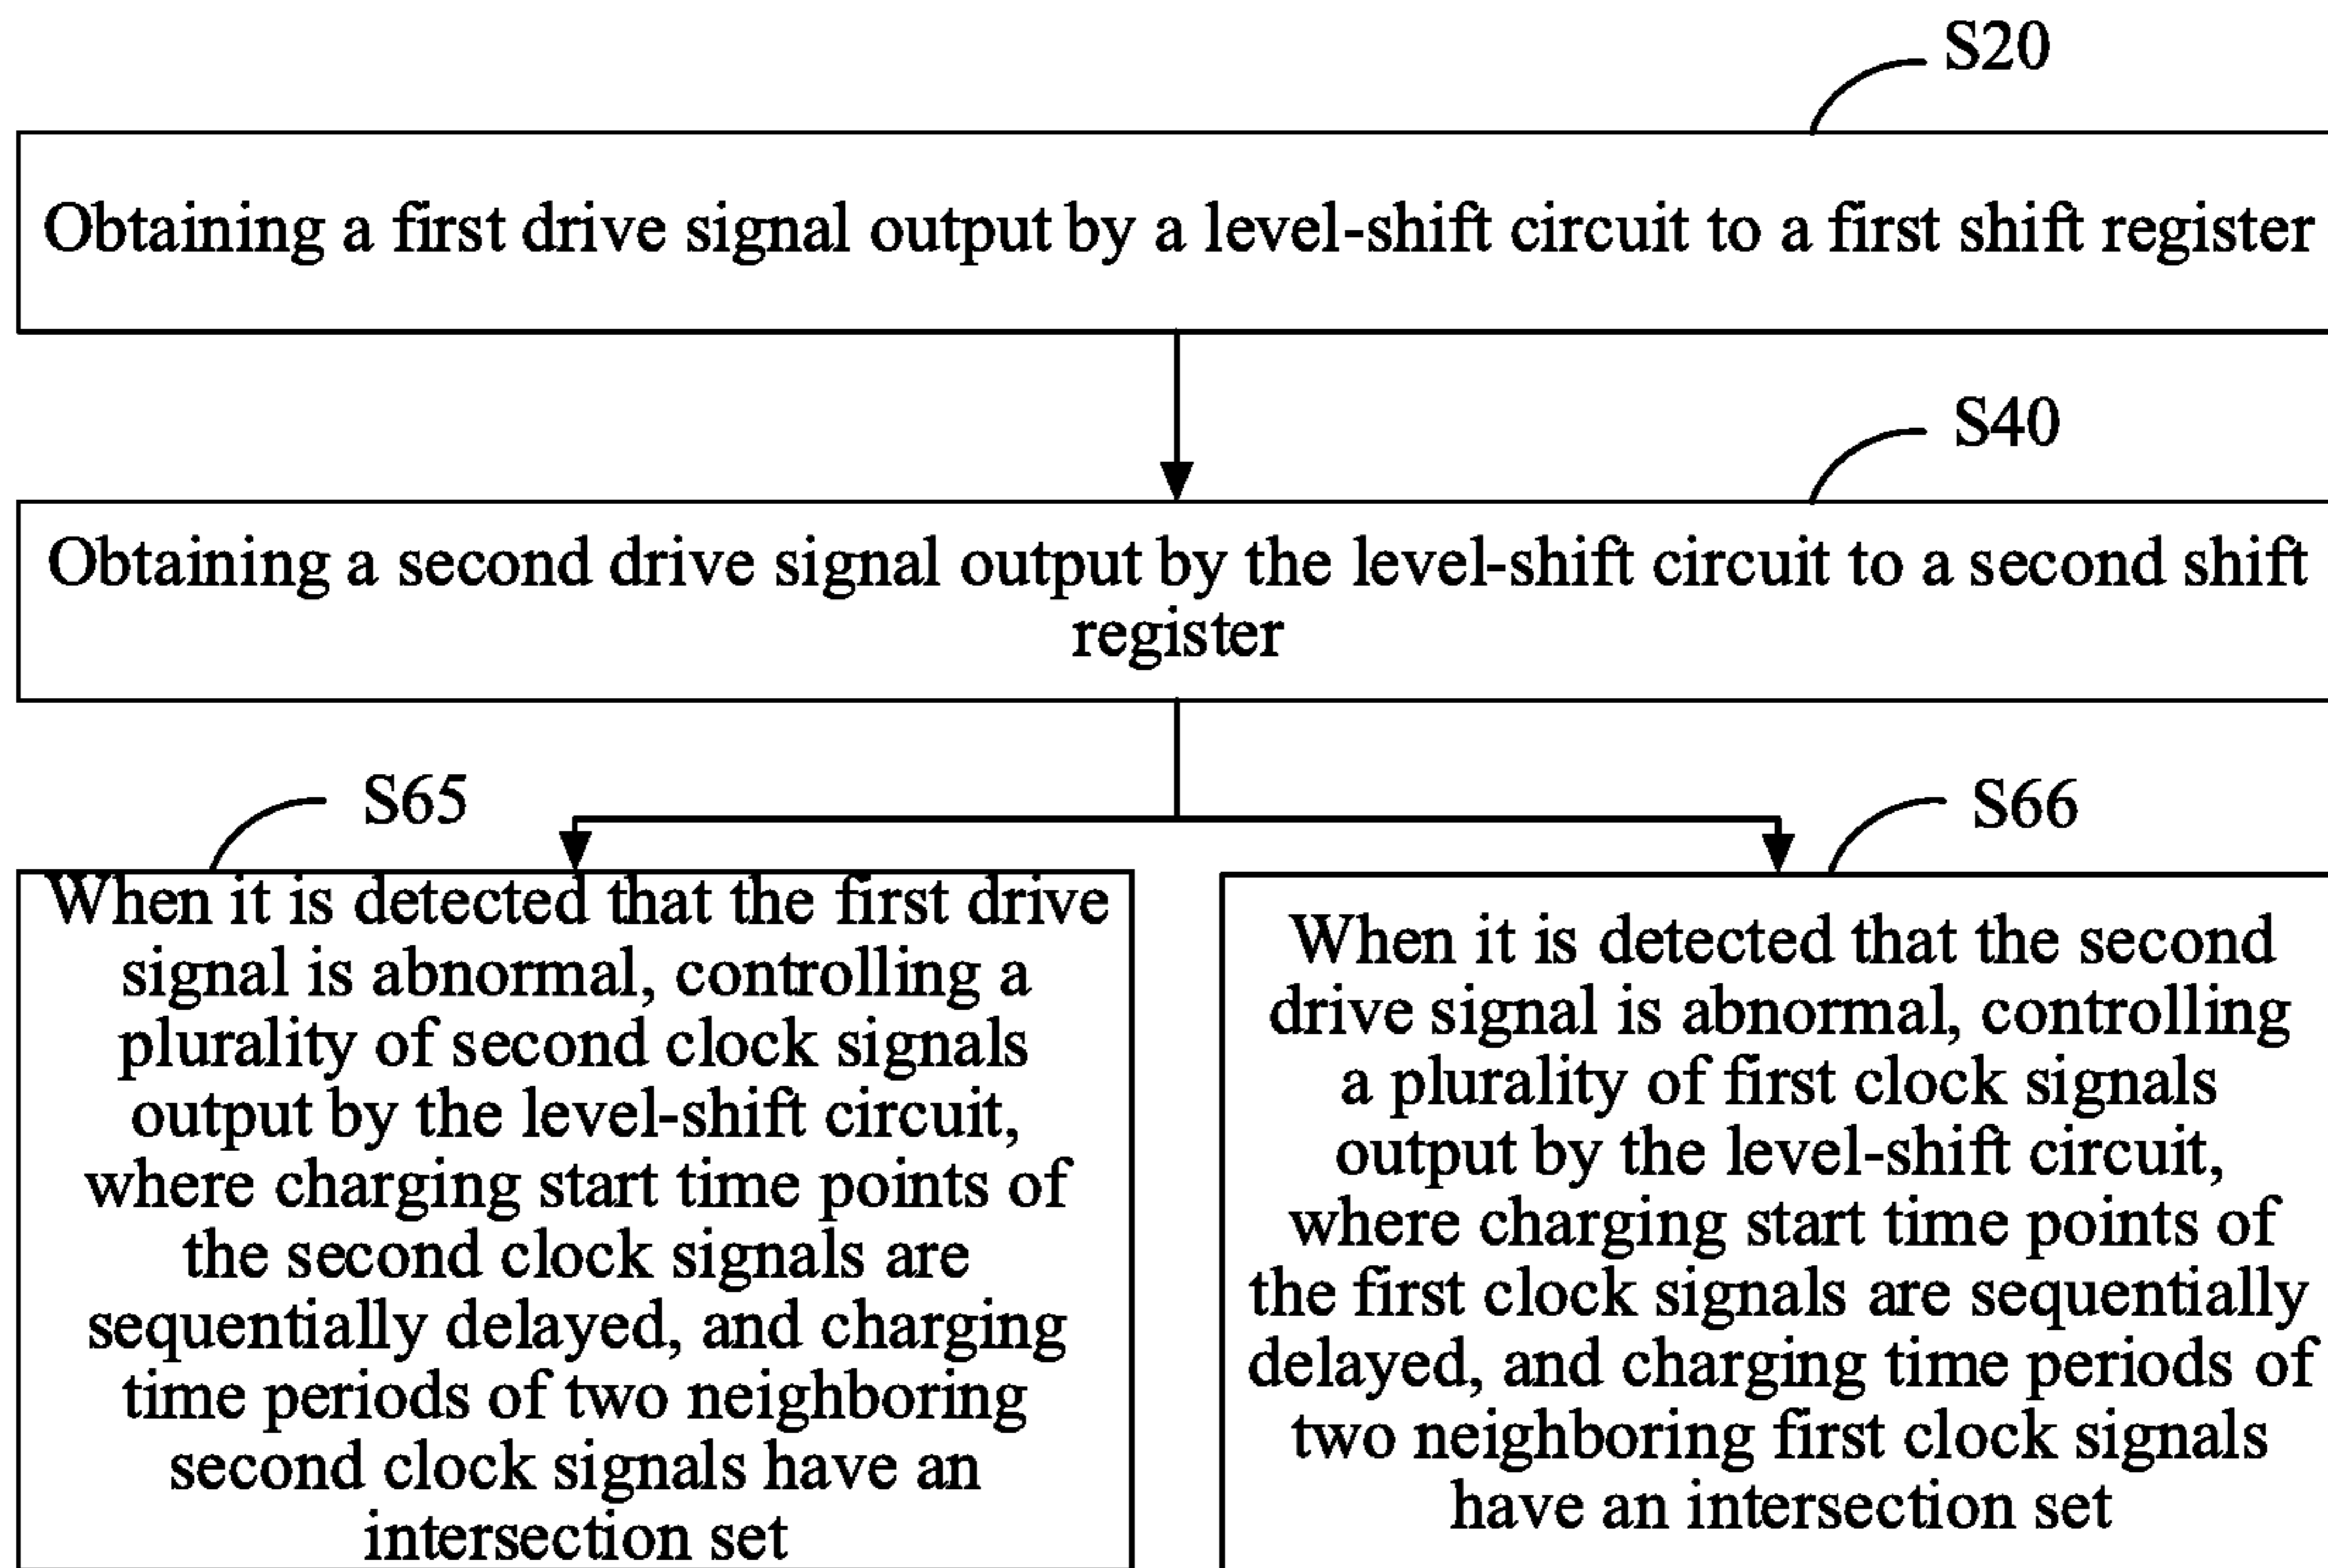 S20
Obtaining a first drive signal output by a level-shift circuit to a first shift register
S40
Obtaining a second drive signal output by the level-shift circuit to a second shift
register
S65
When it is detected that the first drive
signal is abnormal, controlling a
plurality of second clock signals
output by the level-shift circuit,
where charging start time points of
the second clock signals are
sequentially delayed, and charging
time periods of two neighboring
second clock signals have an
intersection set
S66
When it is detected that the second
drive signal is abnormal, controlling
a plurality of first clock signals
output by the level-shift circuit,
where charging start time points of
the first clock signals are sequentially
delayed, and charging time periods of
two neighboring first clock signals
have an intersection set